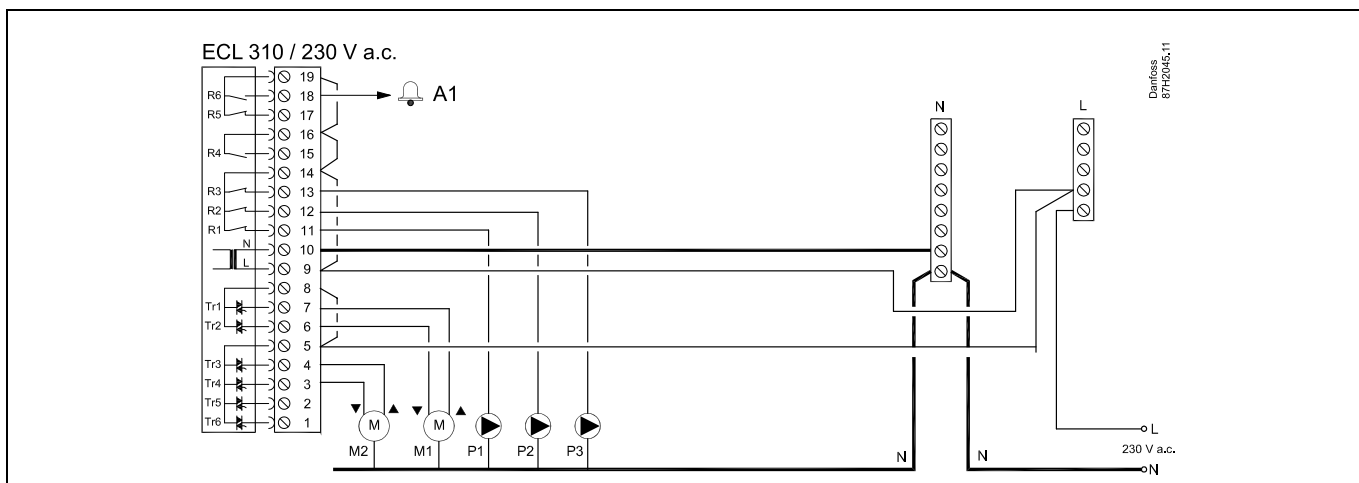 ECL 310 / 230 V a.c.
19
R6 18 A1
R5 17
16
R4 15
14
R3 13
R2 12
R1 11
N 10
L 9
8
Tr1 7
Tr2 6
5
Tr3 4
Tr4 3
Tr5 2
Tr6 1
N
L
Danfoss
87H2045.11
M M
M2 M1 P1 P2 P3
N N
L
230 V a.c.
N